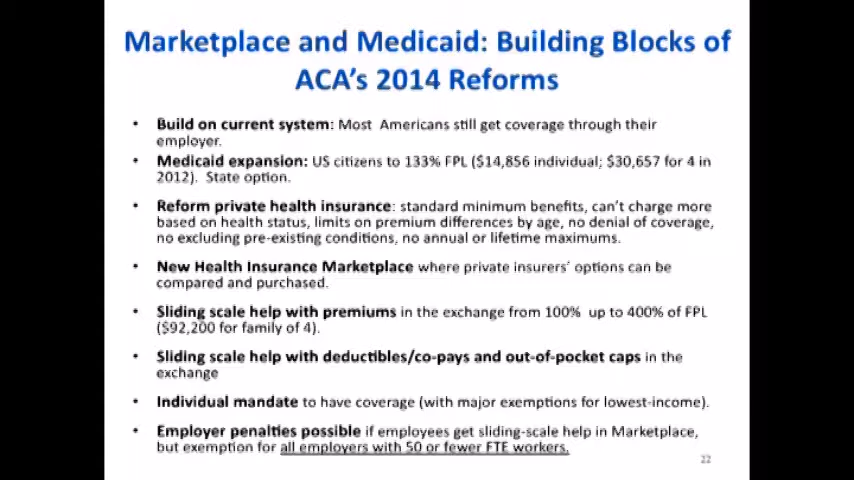 Marketplace and Medicaid: Building Blocks of
ACA's 2014 Reforms
• Build on current system: Most Americans still get coverage through their
employer.
• Medicaid expansion: US citizens to 133% FPL ($14,856 individual; $30,657 for 4 in
2012). State option.
• Reform private health insurance: standard minimum benefits, can't charge more
based on health status, limits on premium differences by age, no denial of coverage,
no excluding pre-existing conditions, no annual or lifetime maximums.
• New Health Insurance Marketplace where private insurers' options can be
compared and purchased.
• Sliding scale help with premiums in the exchange from 100% up to 400% of FPL
($92,200 for family of 4).
• Sliding scale help with deductibles/co-pays and out-of-pocket caps in the
exchange
• Individual mandate to have coverage (with major exemptions for lowest-income).
• Employer penalties possible if employees get sliding-scale help in Marketplace,
but exemption for all employers with 50 or fewer FTE workers.
22